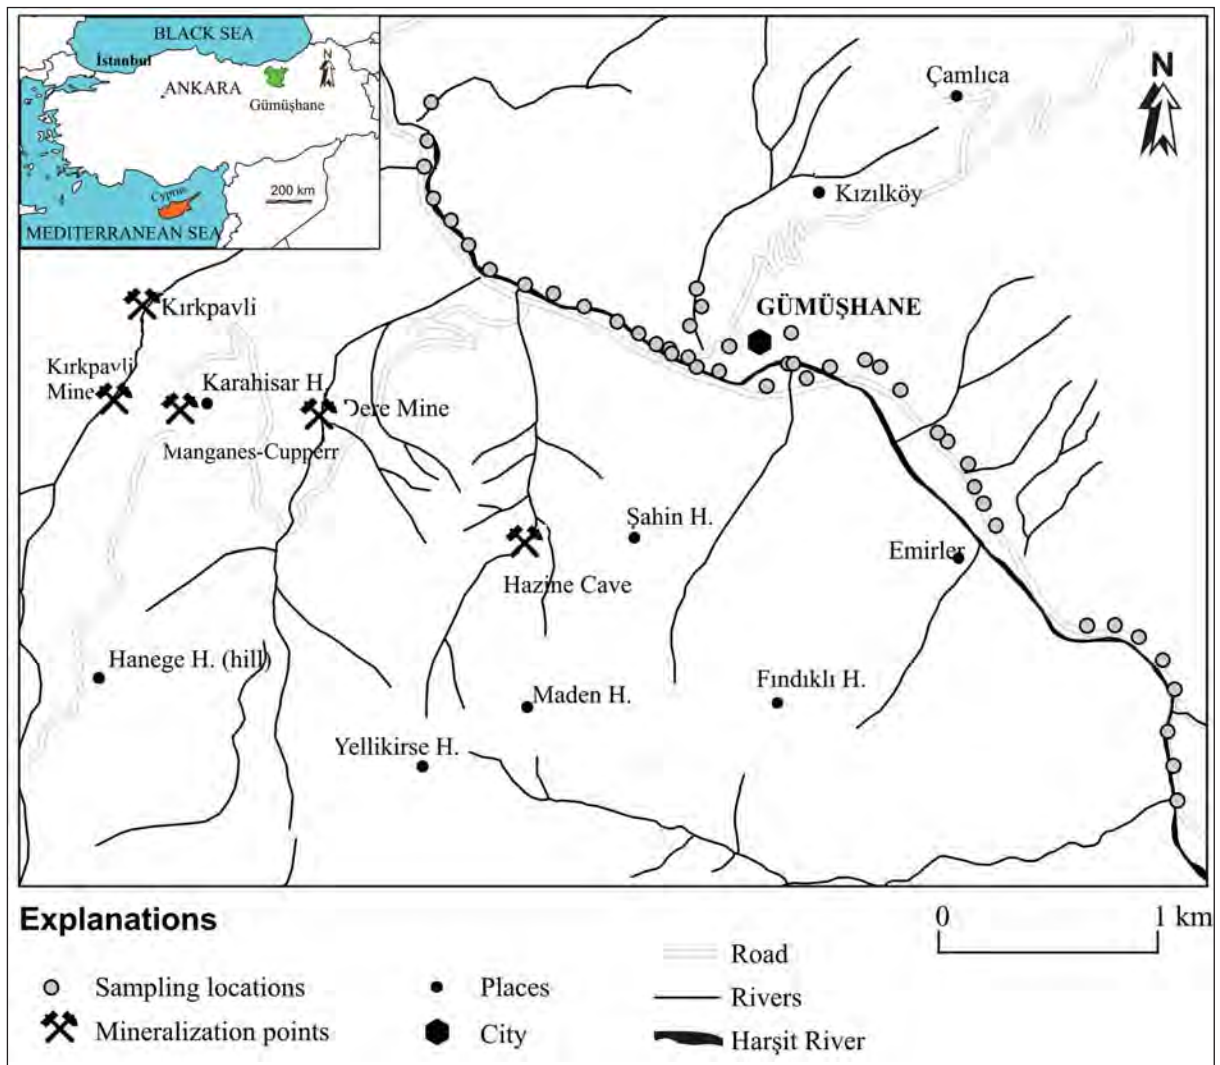 BLACK SEA
İstanbul
N
ANKARA
Gümüşhane
Cyprus
200 km
MEDITERRANEAN SEA
Çamlıca
N
Kızılköy
Kırkpavli
GÜMÜŞHANE
Kırkpavli
Mine
Karahisar H.
Dere Mine
Manganes-Cupperr
Şahin H.
Emirler
Hazine Cave
Hanege H. (hill)
Fındıklı H.
Maden H.
Yellikirse H.
Explanations
0 1 km
Road
Sampling locations
Places
Rivers
Mineralization points
City
Harşit River